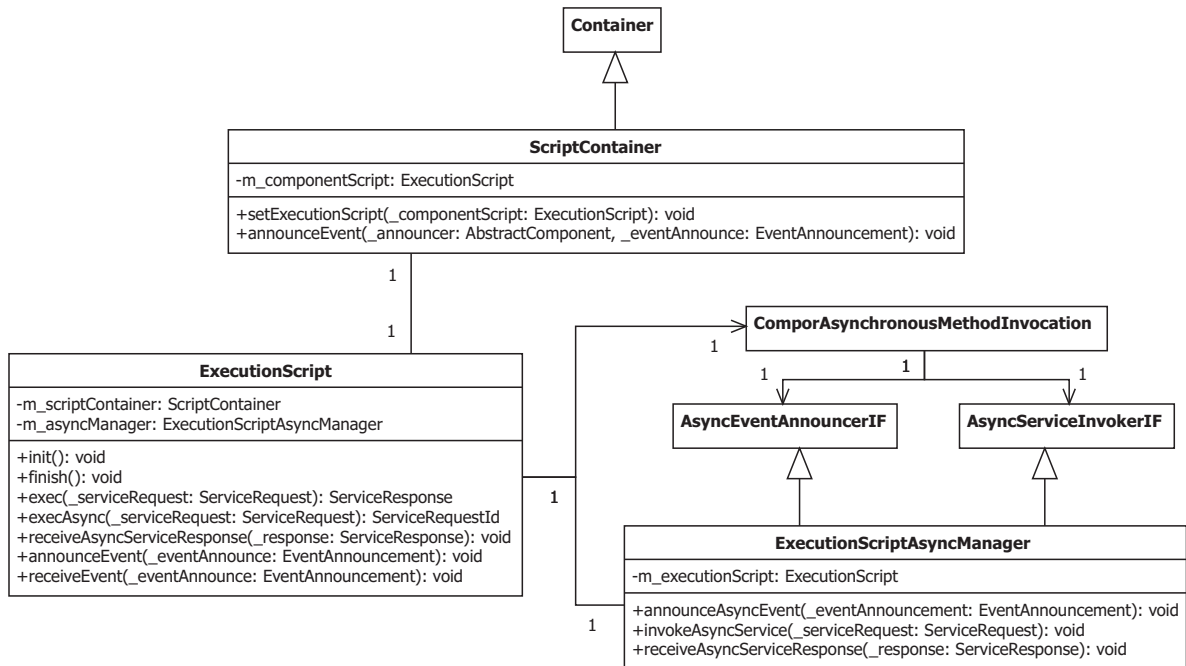 Container
ScriptContainer
-m_componentScript: ExecutionScript
+setExecutionScript(_componentScript: ExecutionScript): void
+announceEvent(_announcer: AbstractComponent, _eventAnnounce: EventAnnouncement): void
1
1
ExecutionScript
-m_scriptContainer: ScriptContainer
-m_asyncManager: ExecutionScriptAsyncManager
+init(): void
+finish(): void
+exec(_serviceRequest: ServiceRequest): ServiceResponse
+execAsync(_serviceRequest: ServiceRequest): ServiceRequestId
+receiveAsyncServiceResponse(_response: ServiceResponse): void
+announceEvent(_eventAnnounce: EventAnnouncement): void
+receiveEvent(_eventAnnounce: EventAnnouncement): void
1
1
ComporAsynchronousMethodInvocation
1
1
1
AsyncEventAnnouncerIF
AsyncServiceInvokerIF
1
ExecutionScriptAsyncManager
-m_executionScript: ExecutionScript
+announceAsyncEvent(_eventAnnouncement: EventAnnouncement): void
+invokeAsyncService(_serviceRequest: ServiceRequest): void
+receiveAsyncServiceResponse(_response: ServiceResponse): void